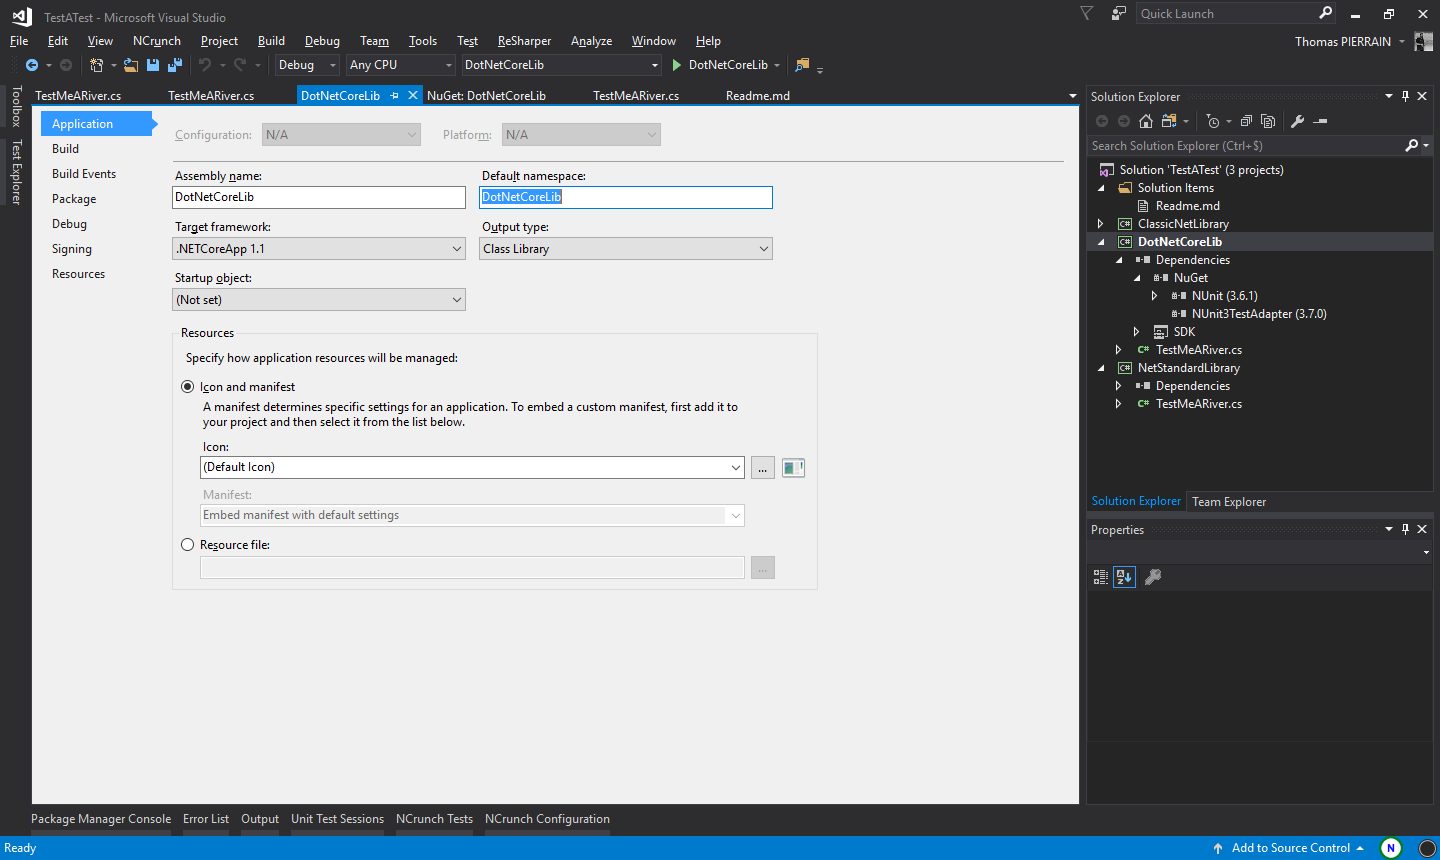 TestATest - Microsoft Visual Studio
Quick Launch
File Edit View NCrunch Project Build Debug Team Tools Test ReSharper Analyze Window Help
Thomas PIERRAIN
Debug Any CPU DotNetCoreLib DotNetCoreLib
Toolbox
Test Explorer
TestMeARiver.cs TestMeARiver.cs DotNetCoreLib NuGet: DotNetCoreLib TestMeARiver.cs Readme.md
Application
Build
Build Events
Package
Debug
Signing
Resources
Configuration: N/A Platform: N/A
Assembly name: Default namespace:
DotNetCoreLib DotNetCoreLib
Target framework: Output type:
.NETCoreApp 1.1 Class Library
Startup object:
(Not set)
Resources
Specify how application resources will be managed:
Icon and manifest
A manifest determines specific settings for an application. To embed a custom manifest, first add it to
your project and then select it from the list below.
Icon:
(Default Icon) ...
Manifest:
Embed manifest with default settings
Resource file:
...
Solution Explorer
Search Solution Explorer (Ctrl+$)
Solution 'TestATest' (3 projects)
Solution Items
Readme.md
C# ClassicNetLibrary
C# DotNetCoreLib
Dependencies
NuGet
NUnit (3.6.1)
NUnit3TestAdapter (3.7.0)
SDK
C# TestMeARiver.cs
C# NetStandardLibrary
Dependencies
C# TestMeARiver.cs
Solution Explorer Team Explorer
Properties
Package Manager Console Error List Output Unit Test Sessions NCrunch Tests NCrunch Configuration
Ready
Add to Source Control N